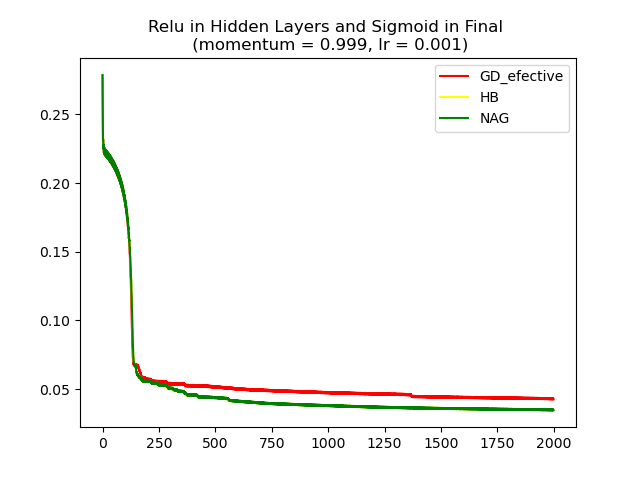 Relu in Hidden Layers and Sigmoid in Final
(momentum = 0.999, lr = 0.001)
GD_efective
HB
NAG
0.25
0.20
0.15
0.10
0.05
0 250 500 750 1000 1250 1500 1750 2000